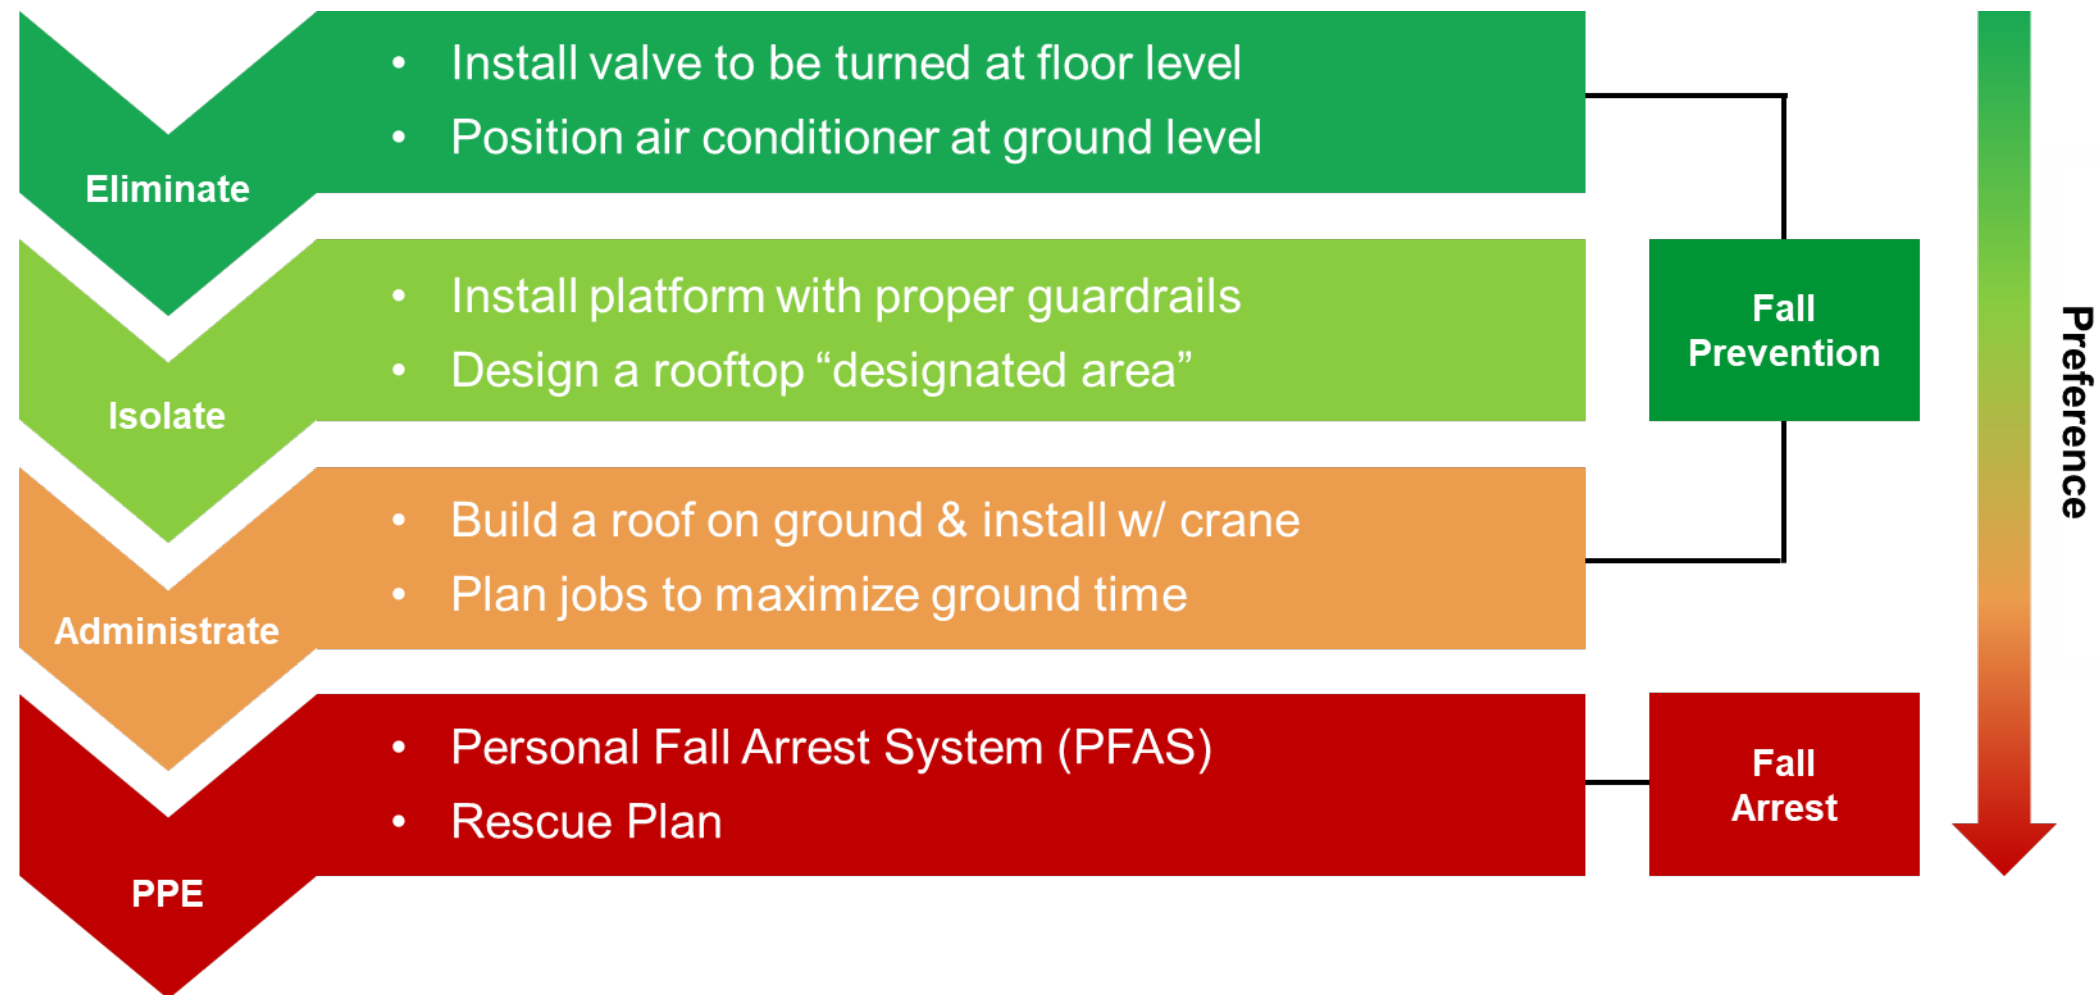 Eliminate
• Install valve to be turned at floor level
• Position air conditioner at ground level
Isolate
• Install platform with proper guardrails
• Design a rooftop “designated area”
Administrate
• Build a roof on ground & install w/ crane
• Plan jobs to maximize ground time
PPE
• Personal Fall Arrest System (PFAS)
• Rescue Plan
Fall
Prevention
Fall
Arrest
Preference